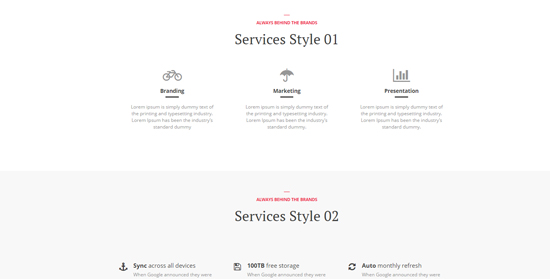 ALWAYS BEHIND THE BRANDS
Services Style 01
Branding
Lorem Ipsum is simply dummy text of
the printing and typesetting industry.
Lorem Ipsum has been the industry's
standard dummy
Marketing
Lorem Ipsum is simply dummy text of
the printing and typesetting industry.
Lorem Ipsum has been the industry's
standard dummy.
Presentation
Lorem Ipsum is simply dummy text of
the printing and typesetting industry.
Lorem Ipsum has been the industry's
standard dummy.
ALWAYS BEHIND THE BRANDS
Services Style 02
Sync across all devices
When Google announced they were
100TB free storage
When Google announced they were
Auto monthly refresh
When Google announced they were